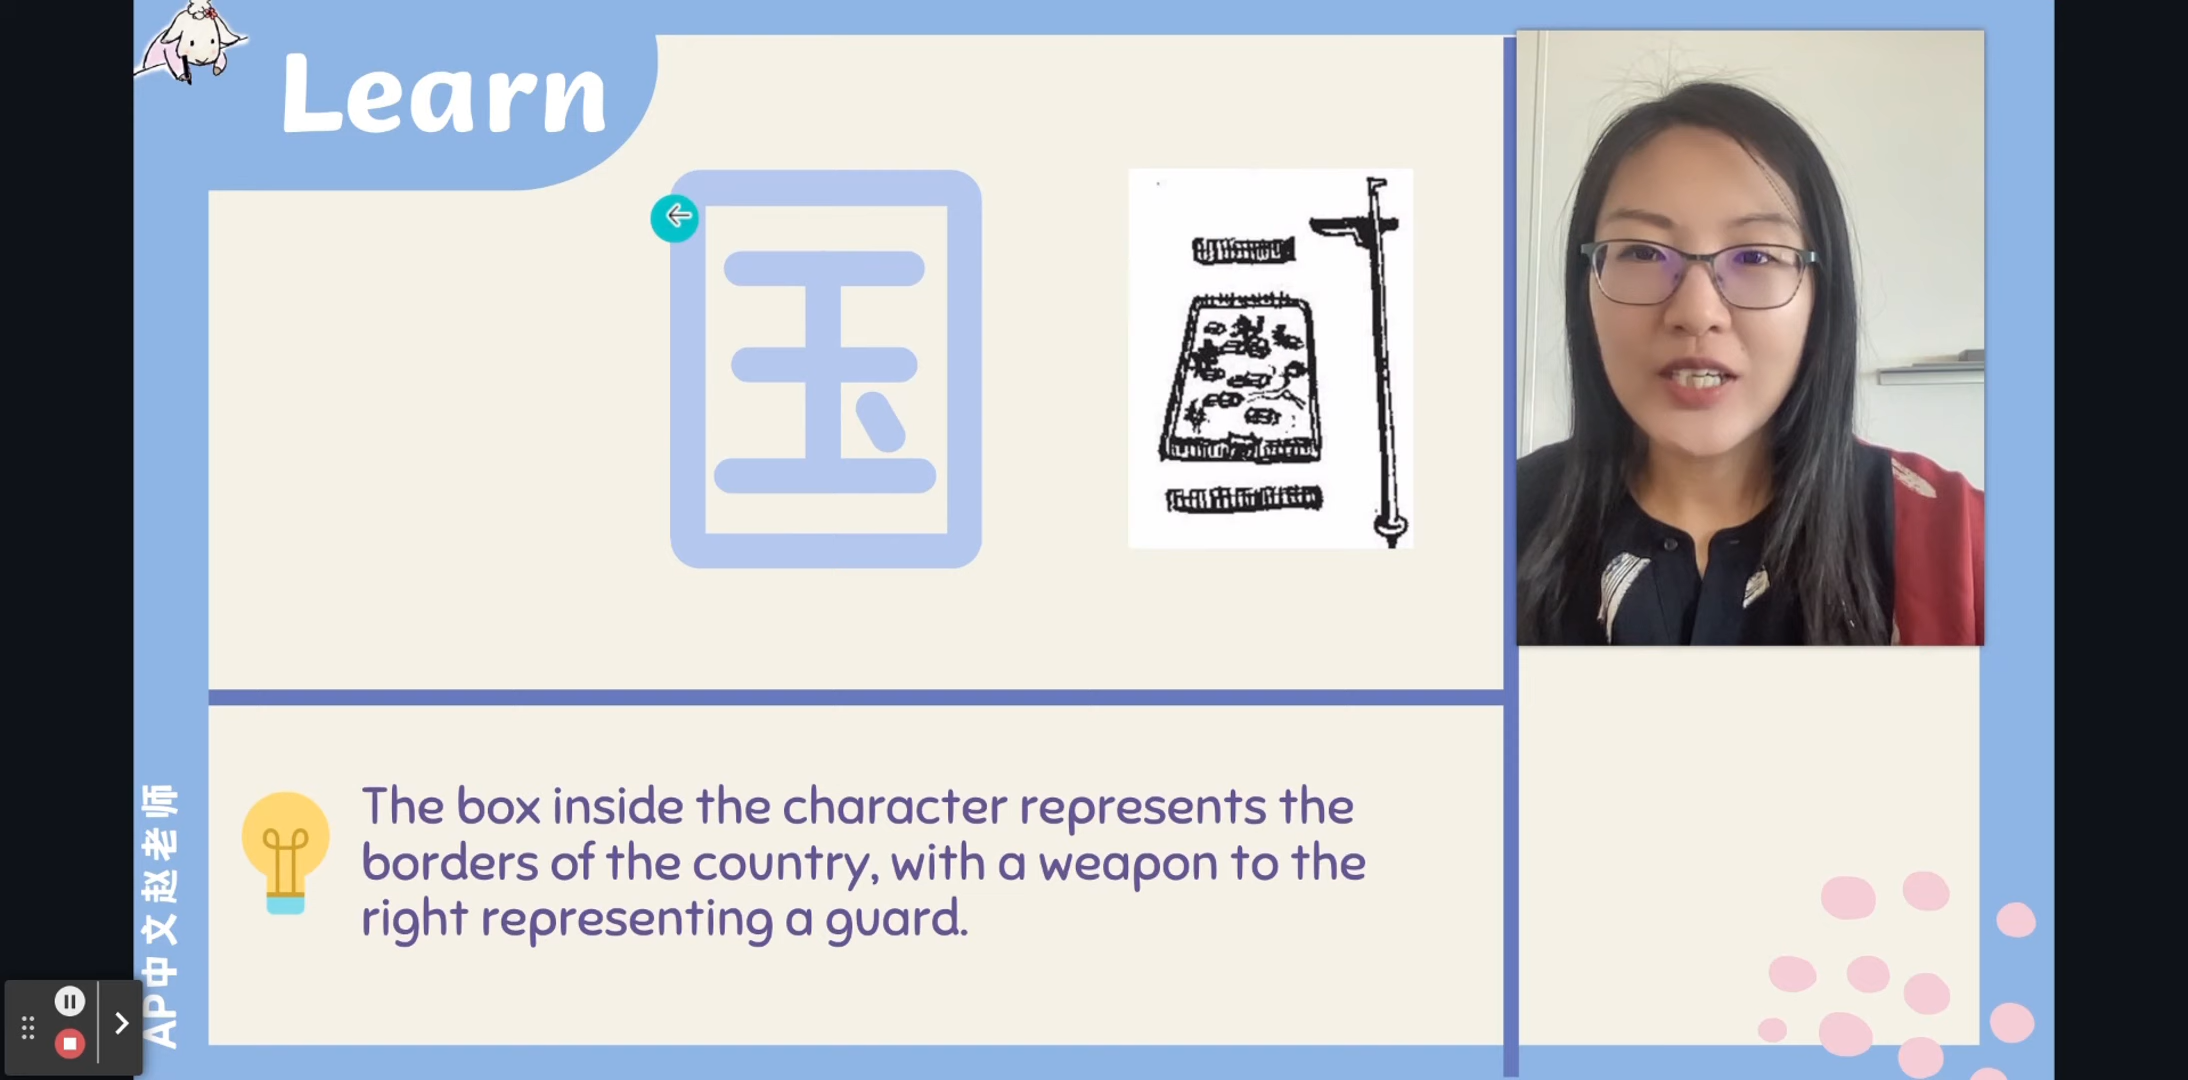 Learn
国
The box inside the character represents the
borders of the country, with a weapon to the
right representing a guard.
AP中文赵老师